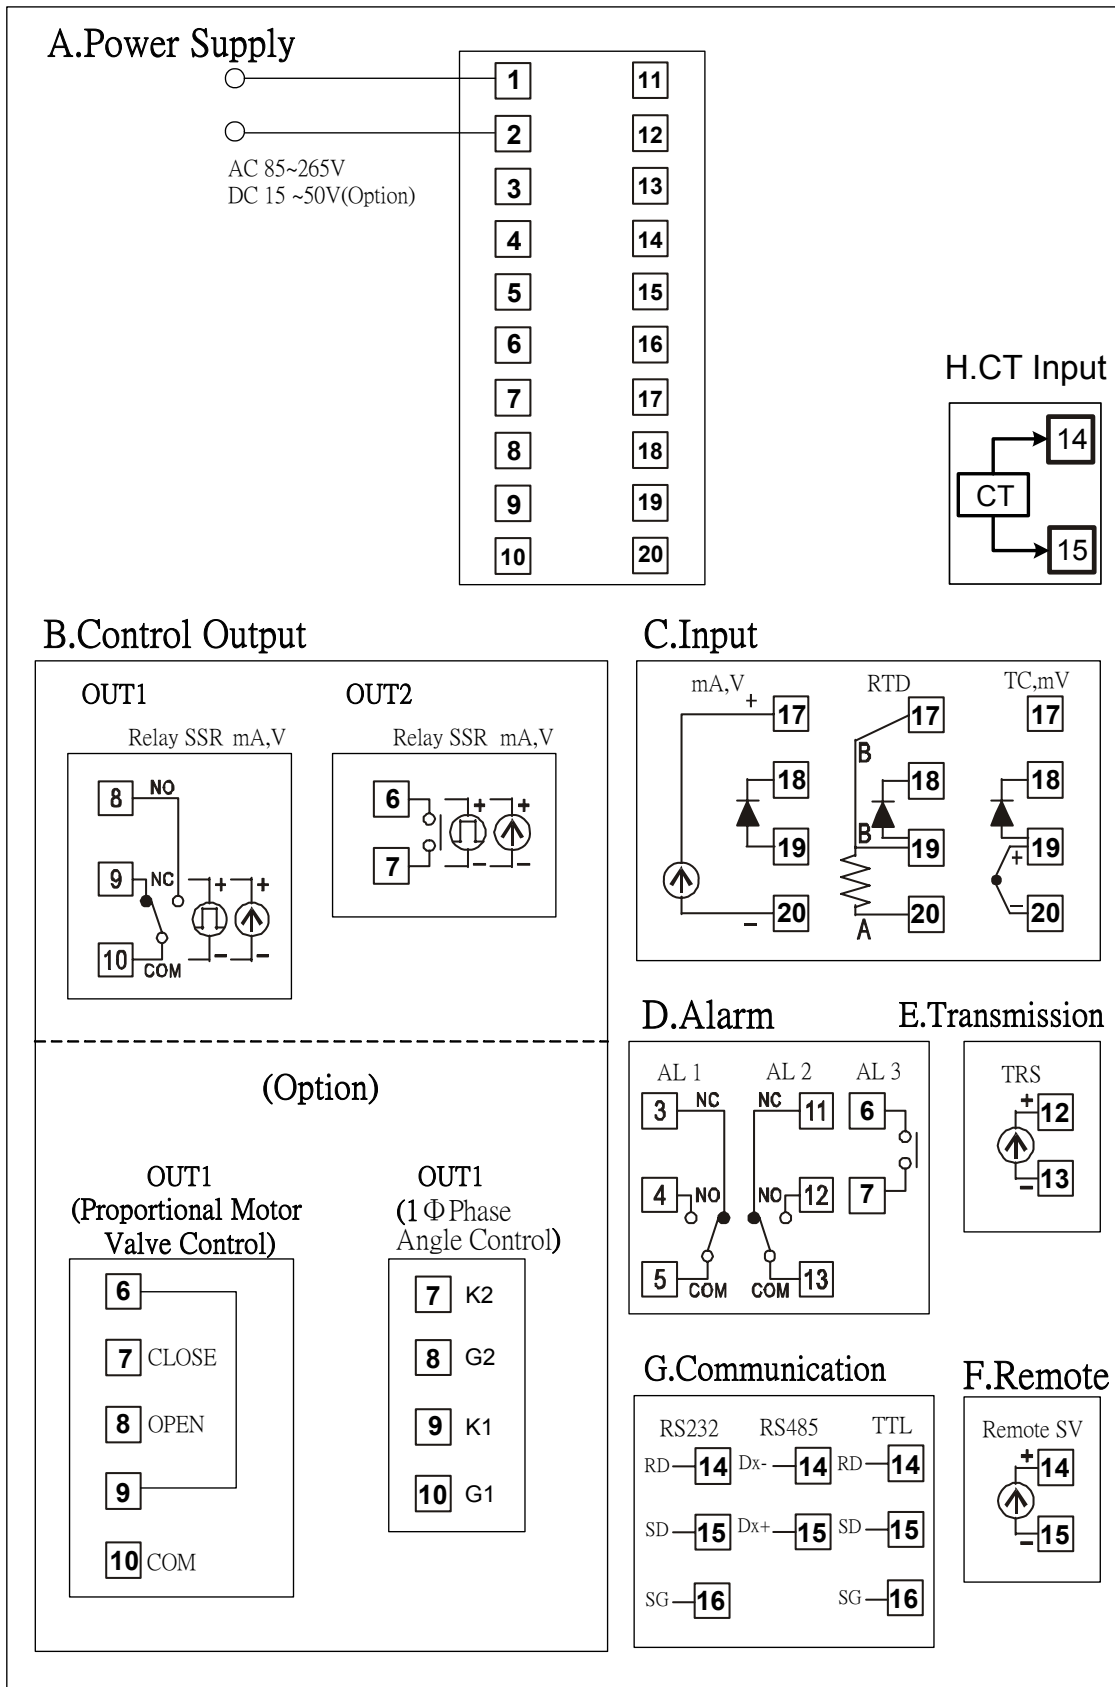 A.Power Supply
AC 85~265V
DC 15 ~50V(Option)
1 11
2 12
3 13
4 14
5 15
6 16
7 17
8 18
9 19
10 20
H.CT Input
14
CT
15
B.Control Output
OUT1
Relay SSR mA,V
8 NO
9 NC + +
10 COM − −
OUT2
Relay SSR mA,V
6 + +
7 − −
(Option)
OUT1
(Proportional Motor
Valve Control)
6
7 CLOSE
8 OPEN
9
10 COM
OUT1
(1ΦPhase
Angle Control)
7 K2
8 G2
9 K1
10 G1
C.Input
mA,V
+ 17
18
19
− 20
RTD
17
B
18
B 19
20
A
TC,mV
17
18
+ 19
− 20
D.Alarm
AL 1
3 NC
4 NO
5 COM
AL 2
NC 11
NO 12
COM 13
AL 3
6
7
E.Transmission
TRS
+ 12
− 13
G.Communication
RS232
RD 14
SD 15
SG 16
RS485
Dx- 14
Dx+ 15
TTL
RD 14
SD 15
SG 16
F.Remote
Remote SV
+ 14
− 15